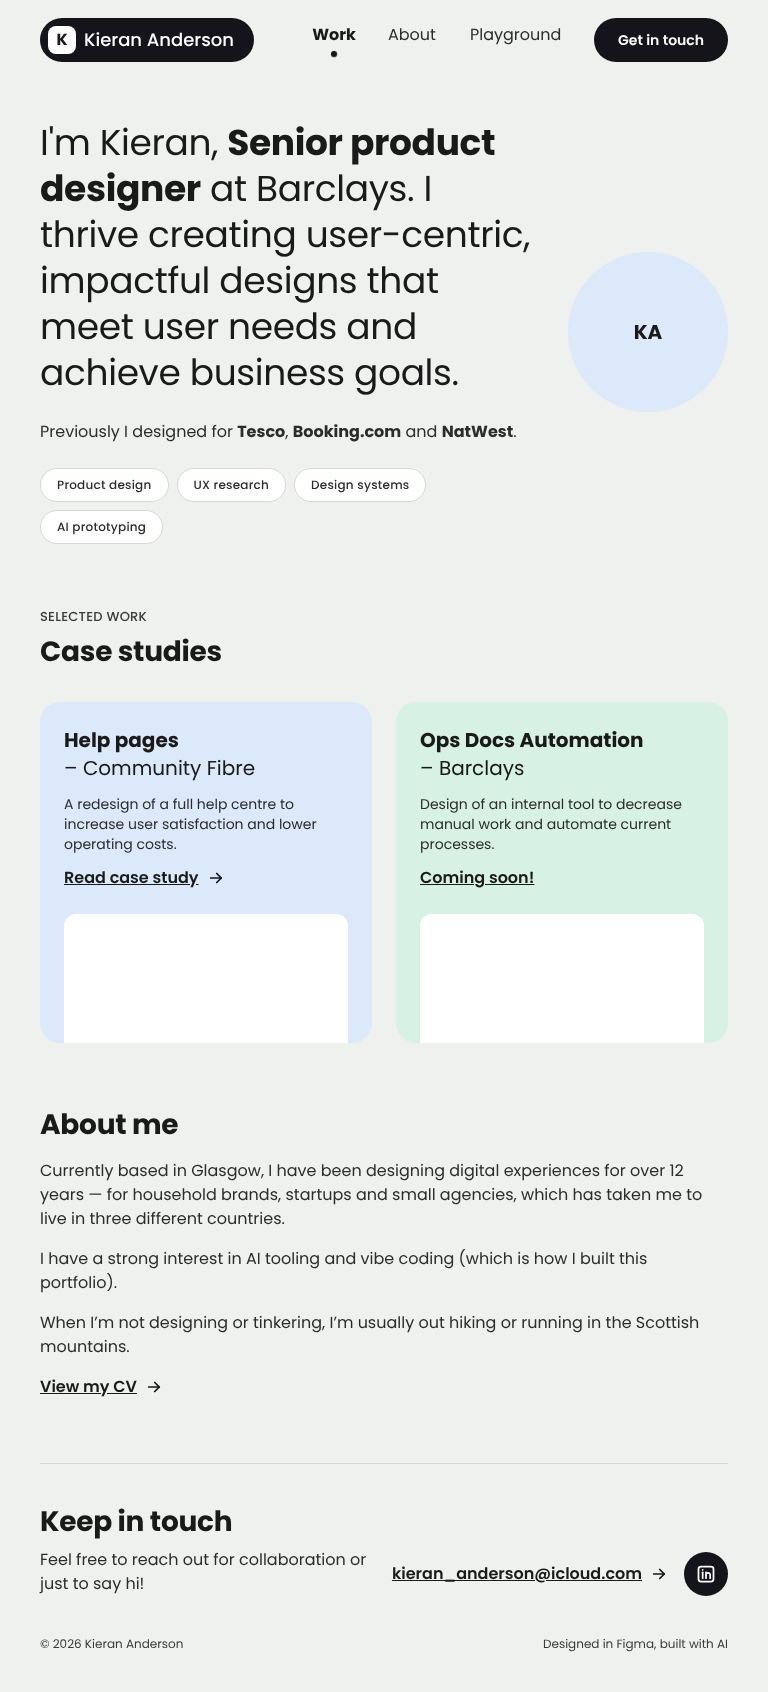 K Kieran Anderson
Work
About
Playground
Get in touch
I'm Kieran, Senior product
designer at Barclays. I
thrive creating user-centric,
impactful designs that
meet user needs and
achieve business goals.
KA
Previously I designed for Tesco, Booking.com and NatWest.
Product design
UX research
Design systems
AI prototyping
SELECTED WORK
Case studies
Help pages
– Community Fibre
A redesign of a full help centre to
increase user satisfaction and lower
operating costs.
Read case study →
Ops Docs Automation
– Barclays
Design of an internal tool to decrease
manual work and automate current
processes.
Coming soon!
About me
Currently based in Glasgow, I have been designing digital experiences for over 12
years — for household brands, startups and small agencies, which has taken me to
live in three different countries.
I have a strong interest in AI tooling and vibe coding (which is how I built this
portfolio).
When I’m not designing or tinkering, I’m usually out hiking or running in the Scottish
mountains.
View my CV →
Keep in touch
Feel free to reach out for collaboration or
just to say hi!
kieran_anderson@icloud.com →
in
© 2026 Kieran Anderson
Designed in Figma, built with AI